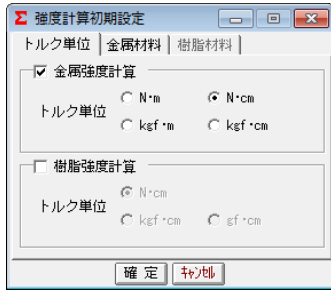 Σ 強度計算初期設定
トルク単位 金属材料 樹脂材料
金属強度計算
トルク単位
N・m N・cm
kgf・m kgf・cm
樹脂強度計算
トルク単位
N・cm
kgf・cm gf・cm
確 定 キャンセル